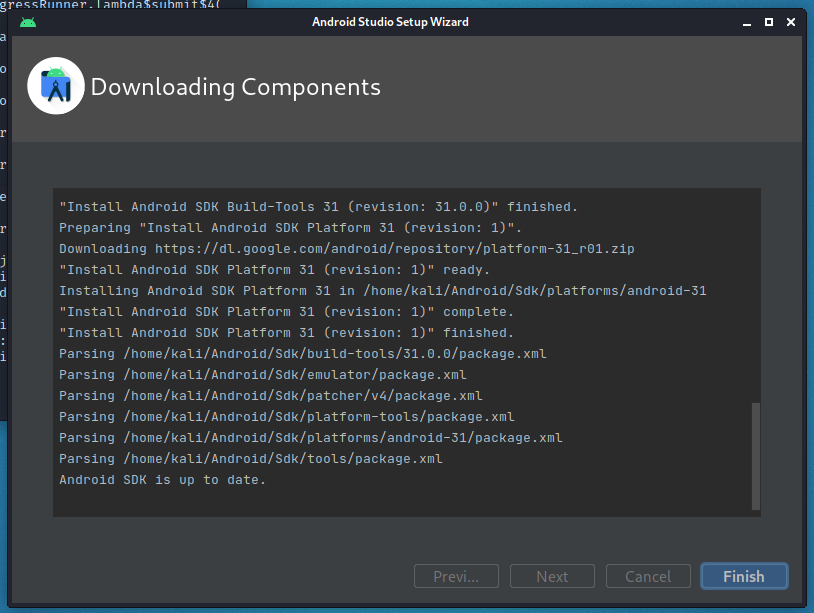 gressRunner.lambda$submit$4(
Android Studio Setup Wizard
Downloading Components
"Install Android SDK Build-Tools 31 (revision: 31.0.0)" finished.
Preparing "Install Android SDK Platform 31 (revision: 1)".
Downloading https://dl.google.com/android/repository/platform-31_r01.zip
"Install Android SDK Platform 31 (revision: 1)" ready.
Installing Android SDK Platform 31 in /home/kali/Android/Sdk/platforms/android-31
"Install Android SDK Platform 31 (revision: 1)" complete.
"Install Android SDK Platform 31 (revision: 1)" finished.
Parsing /home/kali/Android/Sdk/build-tools/31.0.0/package.xml
Parsing /home/kali/Android/Sdk/emulator/package.xml
Parsing /home/kali/Android/Sdk/patcher/v4/package.xml
Parsing /home/kali/Android/Sdk/platform-tools/package.xml
Parsing /home/kali/Android/Sdk/platforms/android-31/package.xml
Parsing /home/kali/Android/Sdk/tools/package.xml
Android SDK is up to date.
Previ... Next Cancel Finish